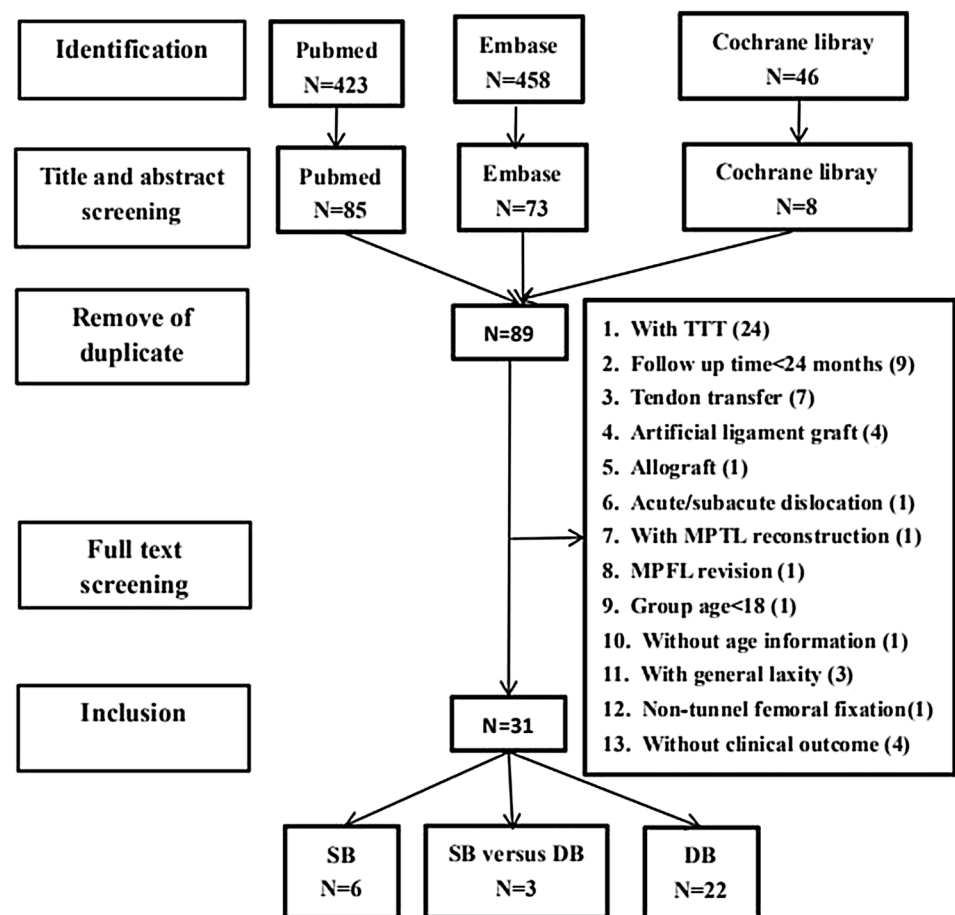 Identification
Pubmed
N=423
Embase
N=458
Cochrane libray
N=46
Title and abstract
screening
Pubmed
N=85
Embase
N=73
Cochrane libray
N=8
Remove of
duplicate
N=89
1. With TTT (24)
2. Follow up time<24 months (9)
3. Tendon transfer (7)
4. Artificial ligament graft (4)
5. Allograft (1)
6. Acute/subacute dislocation (1)
7. With MPTL reconstruction (1)
8. MPFL revision (1)
9. Group age<18 (1)
10. Without age information (1)
11. With general laxity (3)
12. Non-tunnel femoral fixation(1)
13. Without clinical outcome (4)
Full text
screening
Inclusion
N=31
SB
N=6
SB versus DB
N=3
DB
N=22